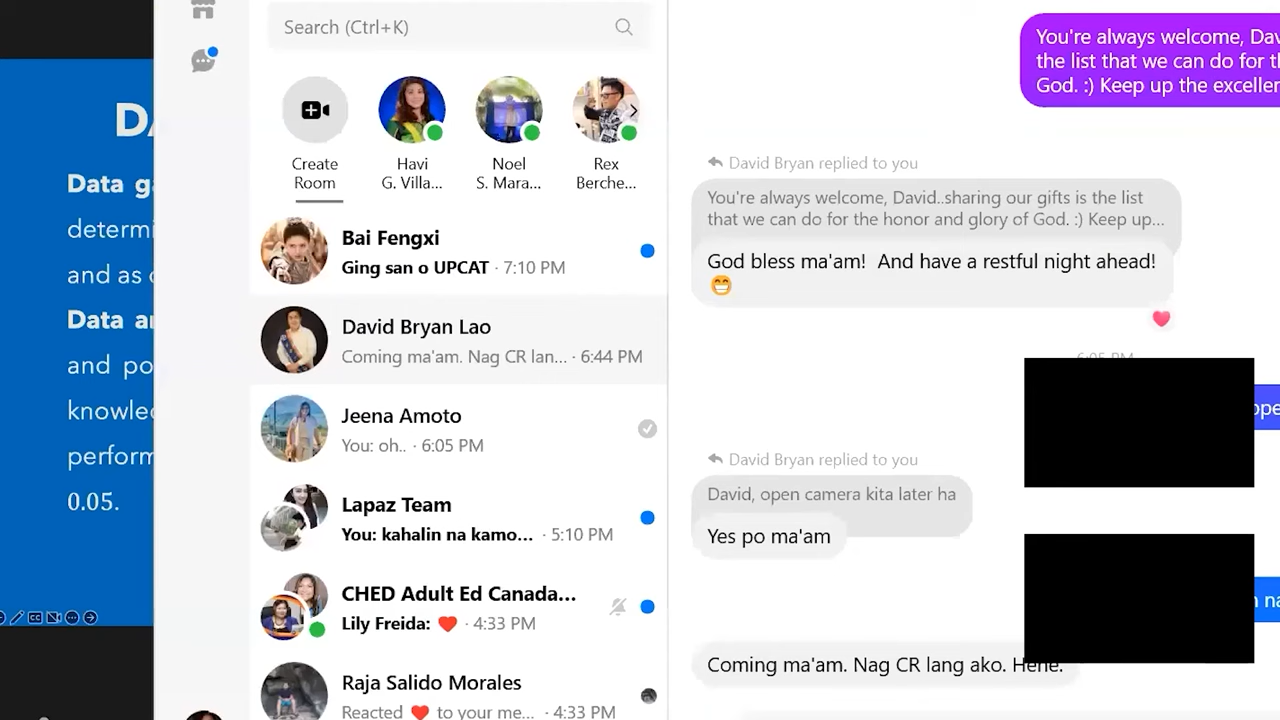 Search (Ctrl+K)
Create
Room
Havi
G. Villa...
Noel
S. Mara...
Rex
Berche...
Bai Fengxi
Ging san o UPCAT · 7:10 PM
David Bryan Lao
Coming ma'am. Nag CR lan... · 6:44 PM
Jeena Amoto
You: oh.. · 6:05 PM
Lapaz Team
You: kahalin na kamo... · 5:10 PM
CHED Adult Ed Canada...
Lily Freida: ❤️ · 4:33 PM
Raja Salido Morales
Reacted ❤️ to your me... · 4:33 PM
You're always welcome,
the list that we can do for
God. :) Keep up the
David Bryan replied to you
You're always welcome, David..sharing our gifts is the list
that we can do for the honor and glory of God. :) Keep up...
God bless ma'am! And have a restful night ahead!
😁
6:05 PM
David Bryan replied to you
David, open camera kita later ha
Yes po ma'am
Coming ma'am. Nag CR lang ako. Hehe.
Data
and as
Data
and
0.05.